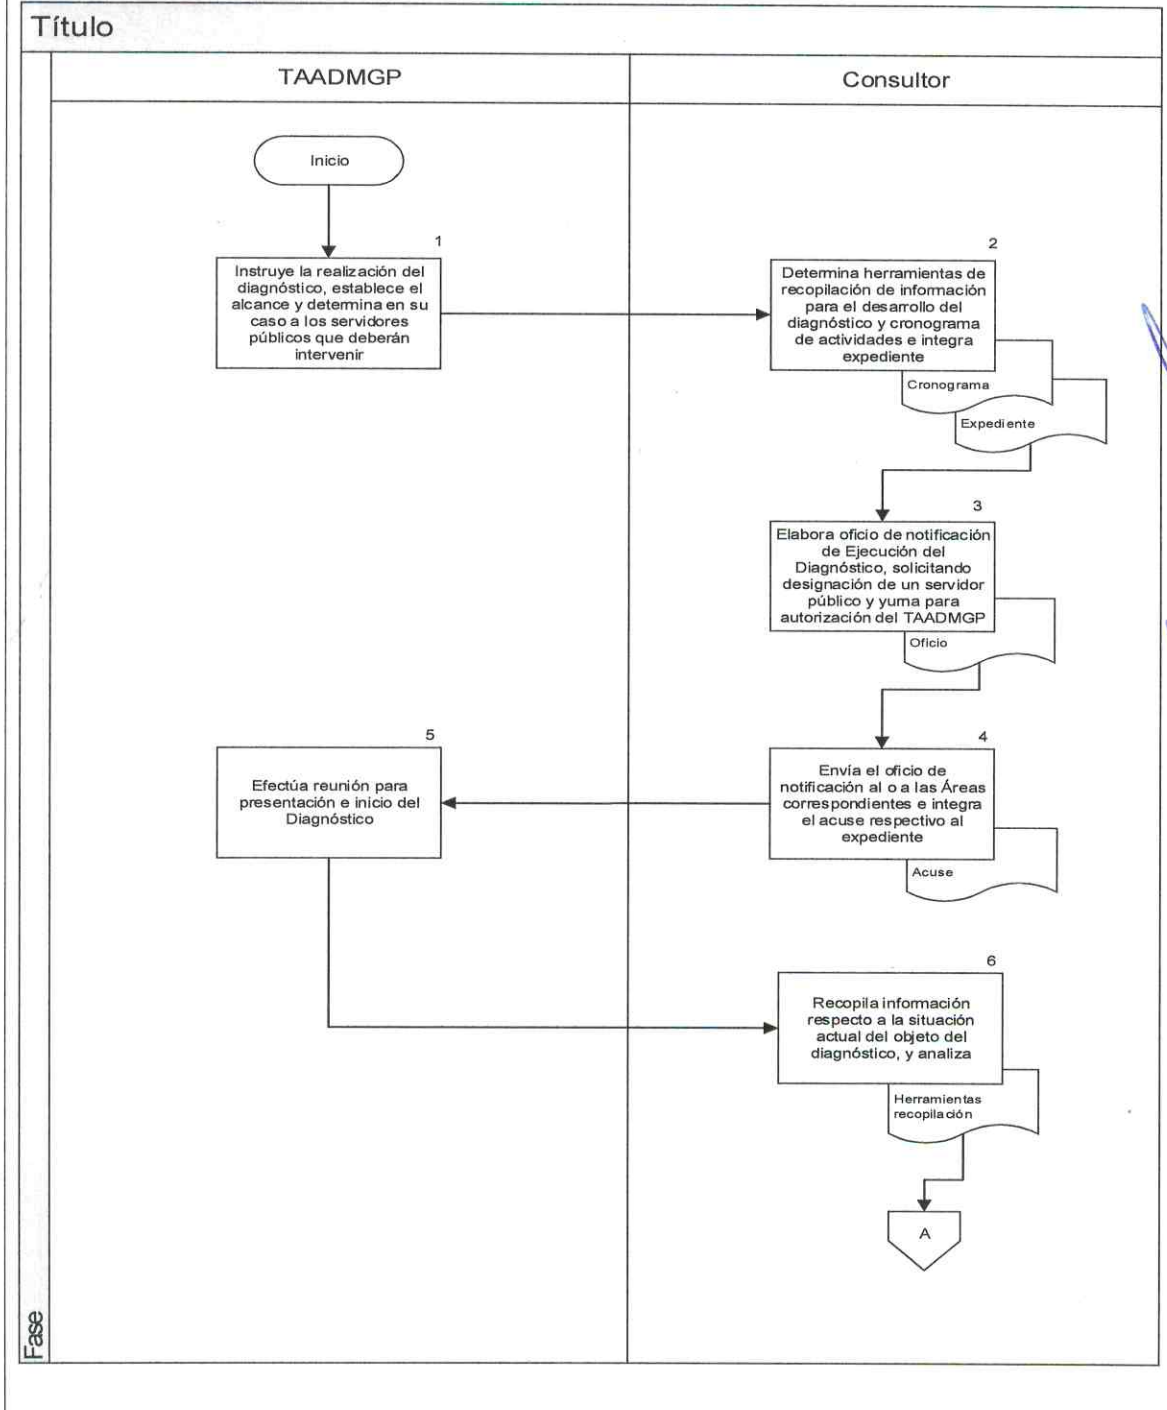 Título
TAADMGP
Consultor
Inicio
1
Instruye la realización del
diagnóstico, establece el
alcance y determina en su
caso a los servidores
públicos que deberán
intervenir
2
Determina herramientas de
recopilación de información
para el desarrollo del
diagnóstico y cronograma
de actividades e integra
expediente
Cronograma
Expediente
3
Elabora oficio de notificación
de Ejecución del
Diagnóstico, solicitando
designación de un servidor
público y yuma para
autorización del TAADMGP
Oficio
4
Envía el oficio de
notificación al o a las Áreas
correspondientes e integra
el acuse respectivo al
expediente
Acuse
5
Efectúa reunión para
presentación e inicio del
Diagnóstico
6
Recopila información
respecto a la situación
actual del objeto del
diagnóstico, y analiza
Herramientas
recopilación
A
Fase